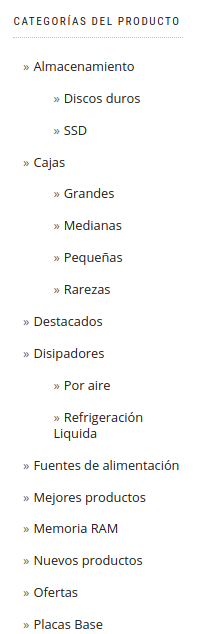 CATEGORÍAS DEL PRODUCTO
» Almacenamiento
» Discos duros
» SSD
» Cajas
» Grandes
» Medianas
» Pequeñas
» Rarezas
» Destacados
» Disipadores
» Por aire
» Refrigeración
Liquida
» Fuentes de alimentación
» Mejores productos
» Memoria RAM
» Nuevos productos
» Ofertas
» Placas Base